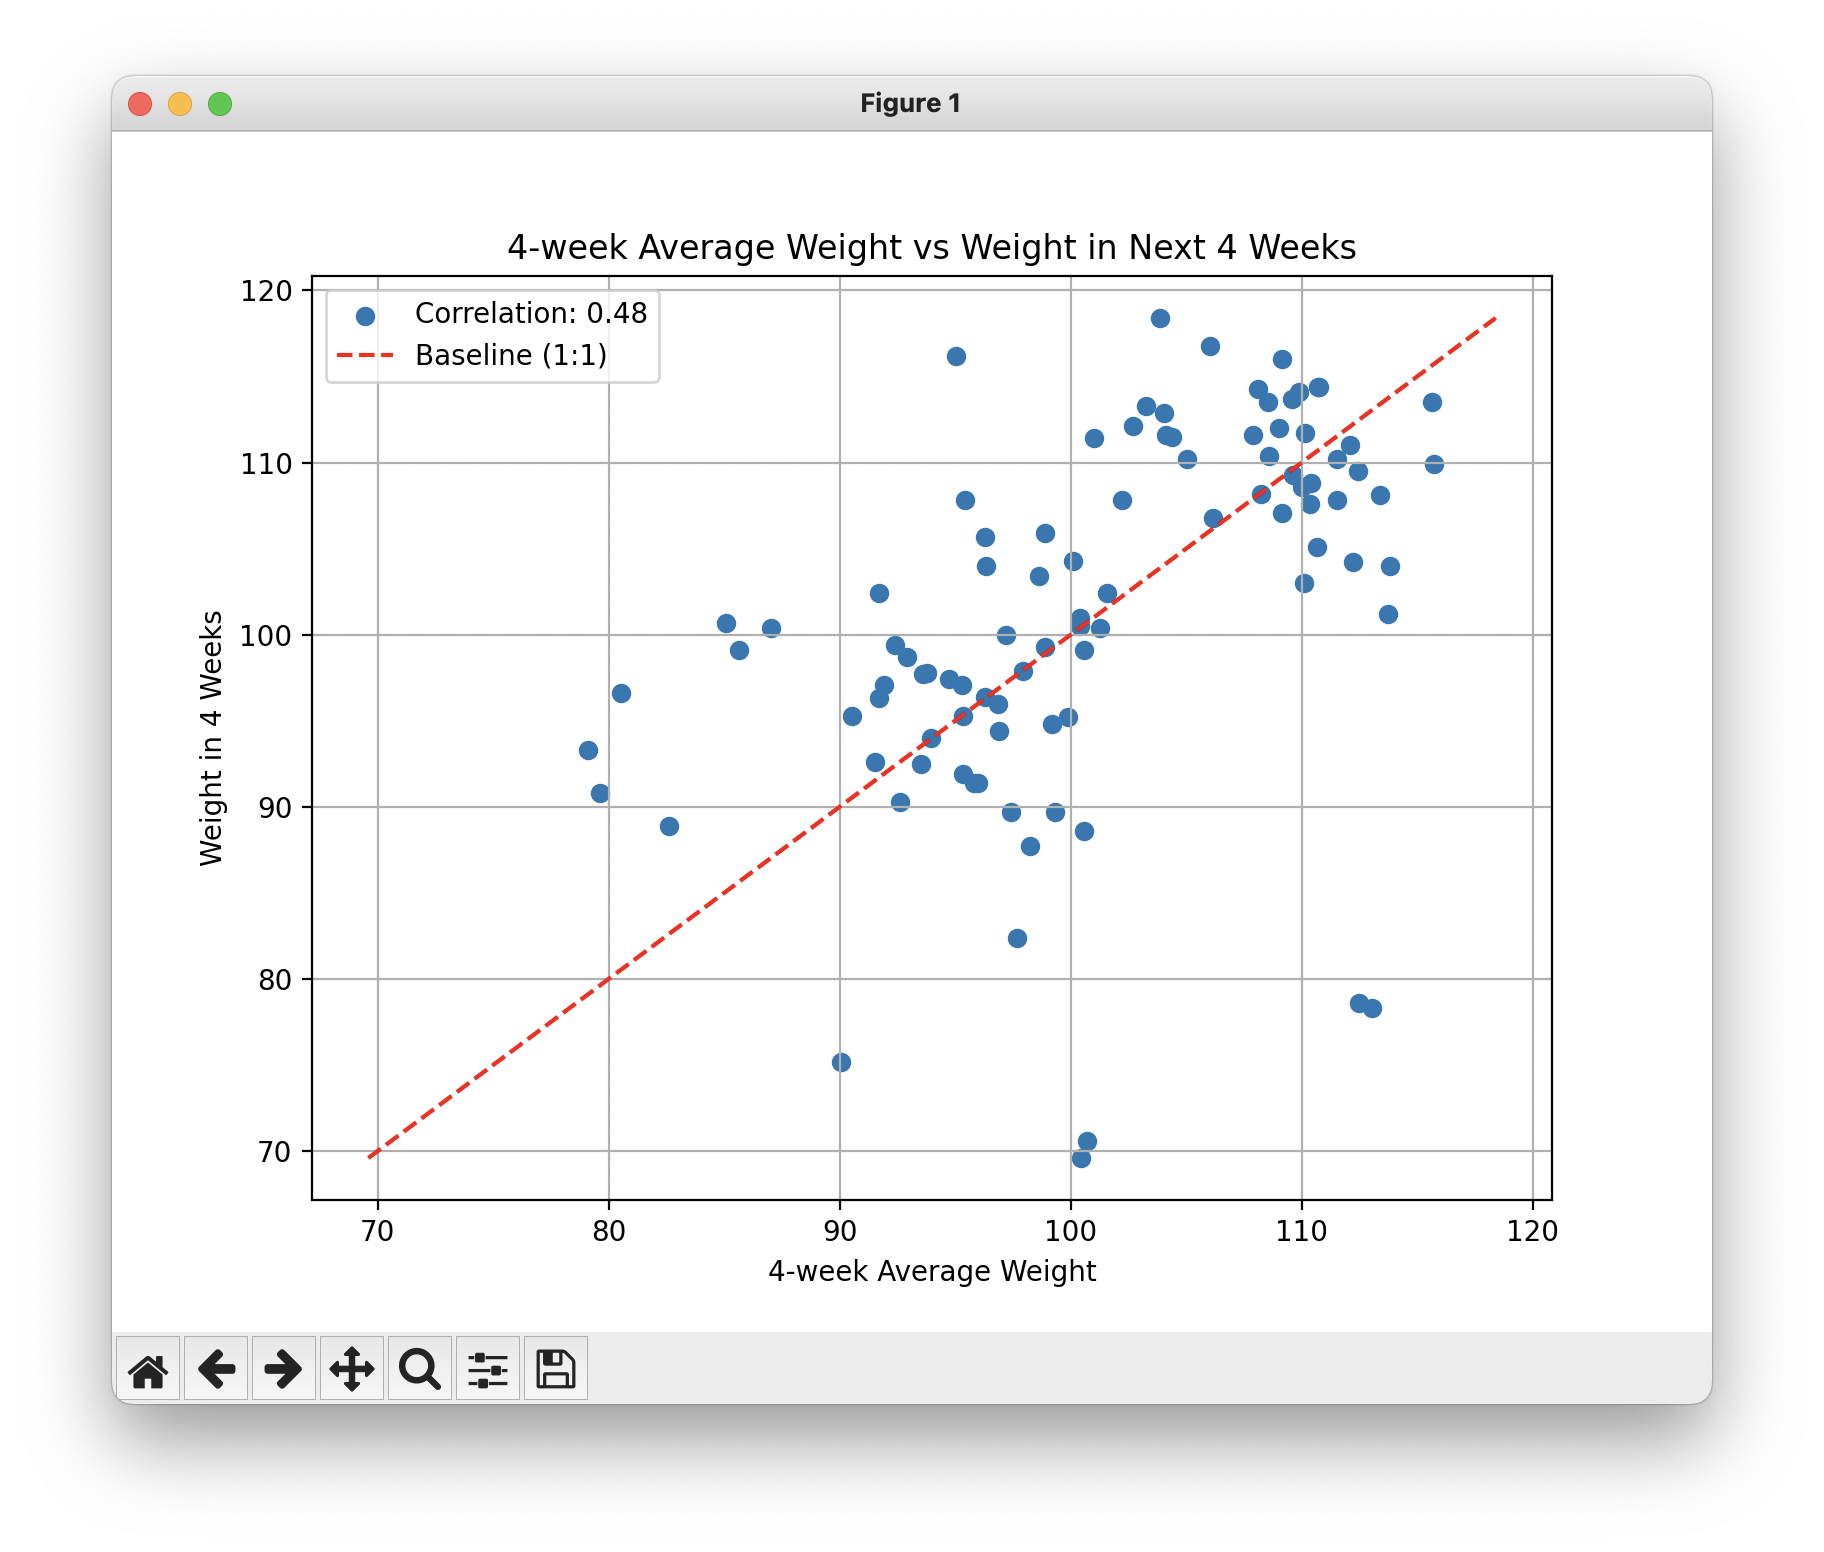 Figure 1
4-week Average Weight vs Weight in Next 4 Weeks
Correlation: 0.48
Baseline (1:1)
120
110
100
90
80
70
Weight in 4 Weeks
70 80 90 100 110 120
4-week Average Weight